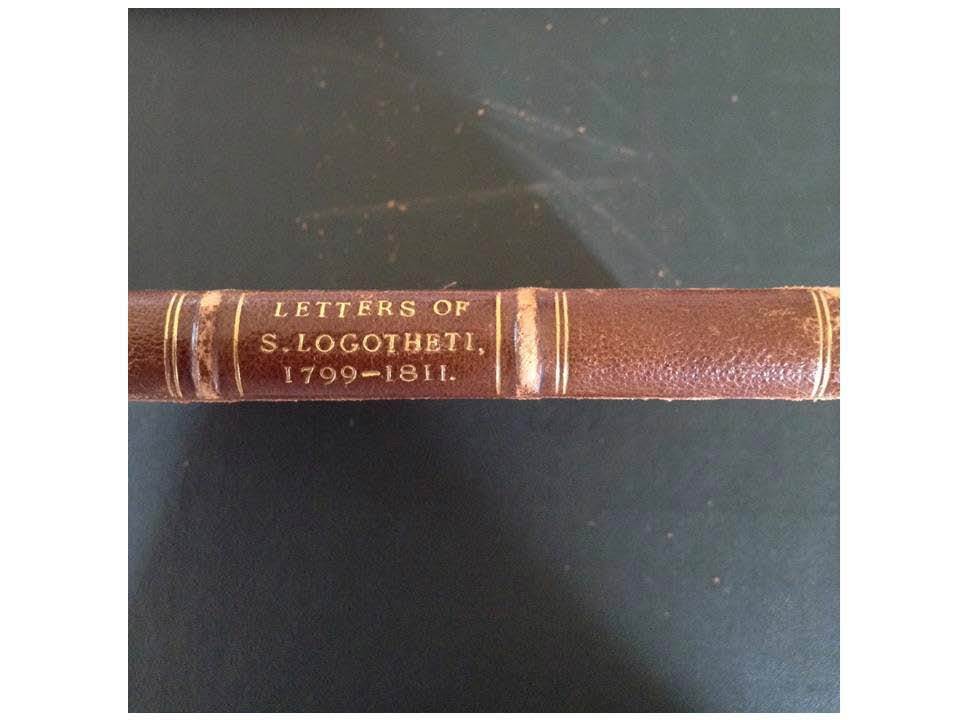 LETTERS OF
S. LOGOTHETI,
1799-1811.